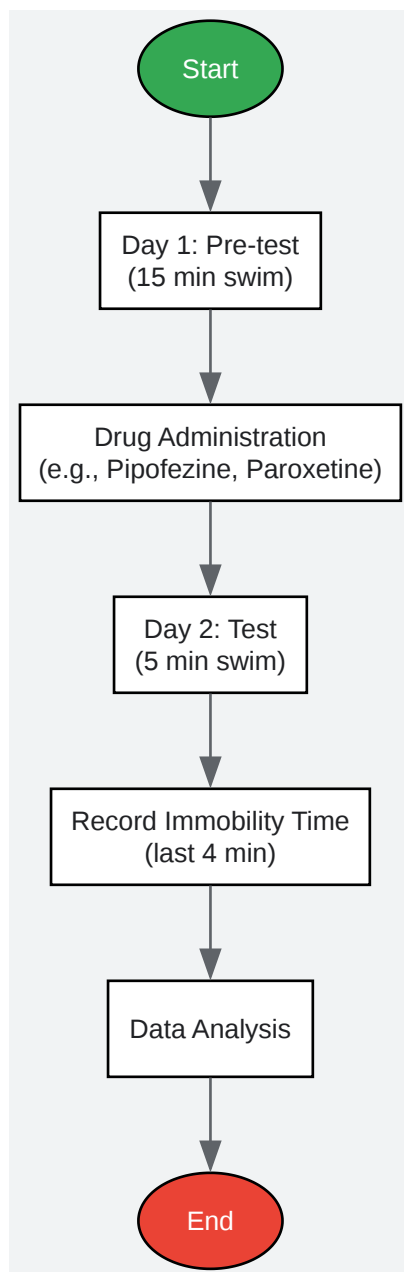 Start
Day 1: Pre-test
(15 min swim)
Drug Administration
(e.g., Pipofezine, Paroxetine)
Day 2: Test
(5 min swim)
Record Immobility Time
(last 4 min)
Data Analysis
End